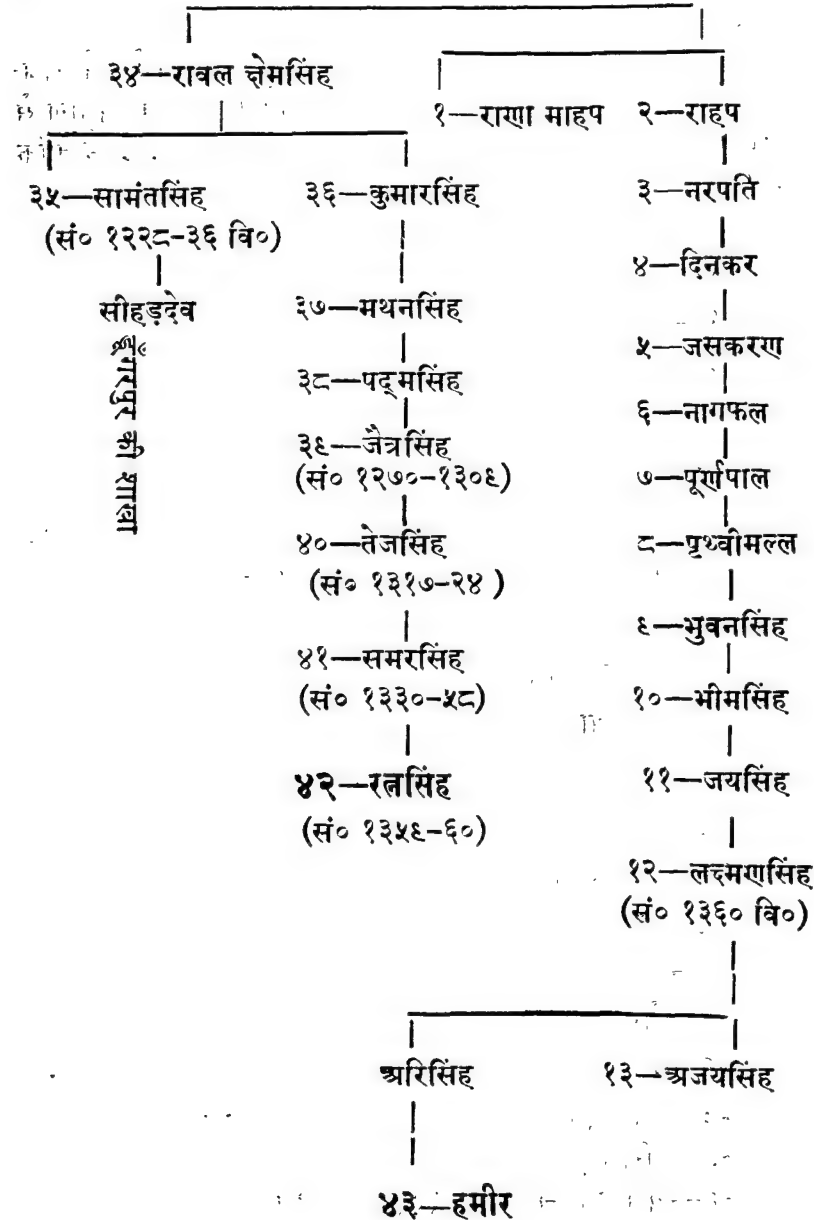 ३४—रावल क्षेमसिंह
१—राणा माहप २—राहप
३५—सामंतसिंह ३६—कुमारसिंह ३—नरपति
(सं० १२२८-३६ वि०)
४—दिनकर
सीहड़देव ३७—मथनसिंह
डूँगरपुर की शाखा
५—जसकरण
३८—पद्मसिंह
६—नागफल
३९—जैत्रसिंह
(सं० १२७०-१३०९) ७—पूर्णपाल
४०—तेजसिंह ८—पृथ्वीमल्ल
(सं० १३१७-२४ )
९—भुवनसिंह
४१—समरसिंह
(सं० १३३०-५८) १०—भीमसिंह
४२—रत्नसिंह ११—जयसिंह
(सं० १३५९-६०)
१२—लक्ष्मणसिंह
(सं० १३६० वि०)
अरिसिंह १३—अजयसिंह
४३—हमीर